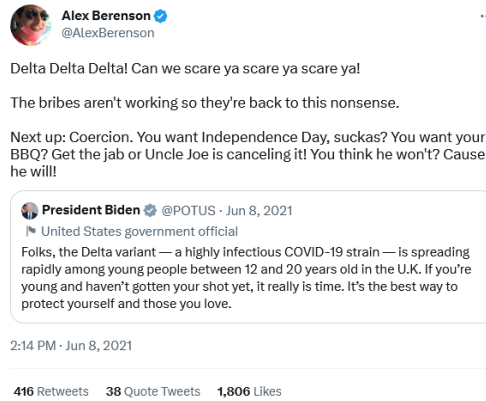 Alex Berenson
@AlexBerenson
Delta Delta Delta! Can we scare ya scare ya scare ya!
The bribes aren't working so they're back to this nonsense.
Next up: Coercion. You want Independence Day, suckas? You want your
BBQ? Get the jab or Uncle Joe is canceling it! You think he won't? Cause
he will!
President Biden @POTUS · Jun 8, 2021
United States government official
Folks, the Delta variant — a highly infectious COVID-19 strain — is spreading
rapidly among young people between 12 and 20 years old in the U.K. If you're
young and haven't gotten your shot yet, it really is time. It's the best way to
protect yourself and those you love.
2:14 PM · Jun 8, 2021
416 Retweets 38 Quote Tweets 1,806 Likes